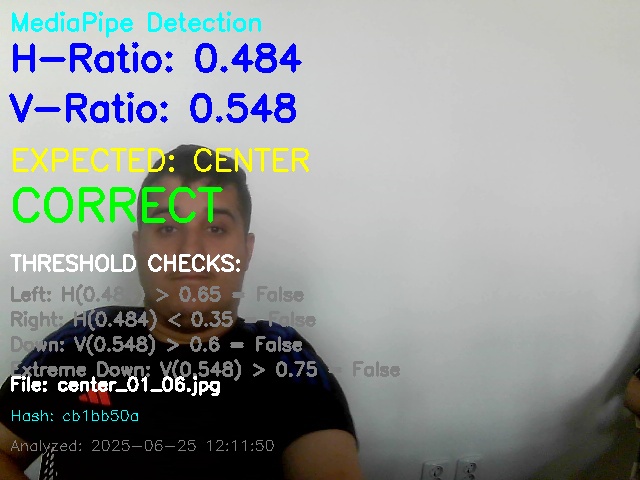 MediaPipe Detection
H-Ratio: 0.484
V-Ratio: 0.548
EXPECTED: CENTER
CORRECT
THRESHOLD CHECKS:
Left: H(0.484) > 0.65 = False
Right: H(0.484) < 0.35 = False
Down: V(0.548) > 0.6 = False
Extreme Down: V(0.548) > 0.75 = False
File: center_01_06.jpg
Hash: cb1bb50a
Analyzed: 2025-06-25 12:11:50